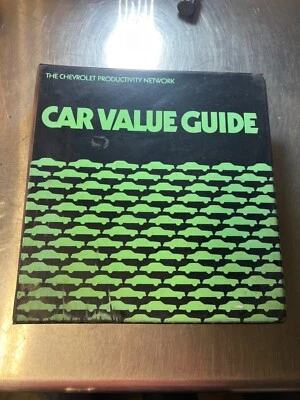 THE CHEVROLET PRODUCTIVITY NETWORK
CAR VALUE GUIDE